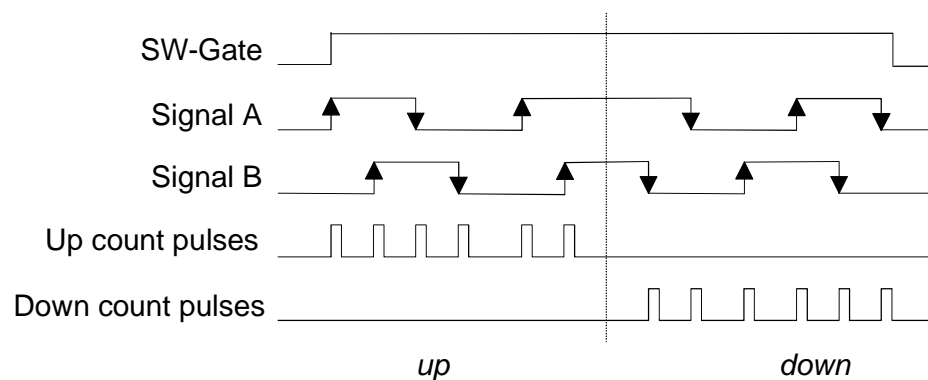 SW-Gate
Signal A
Signal B
Up count pulses
Down count pulses
up down